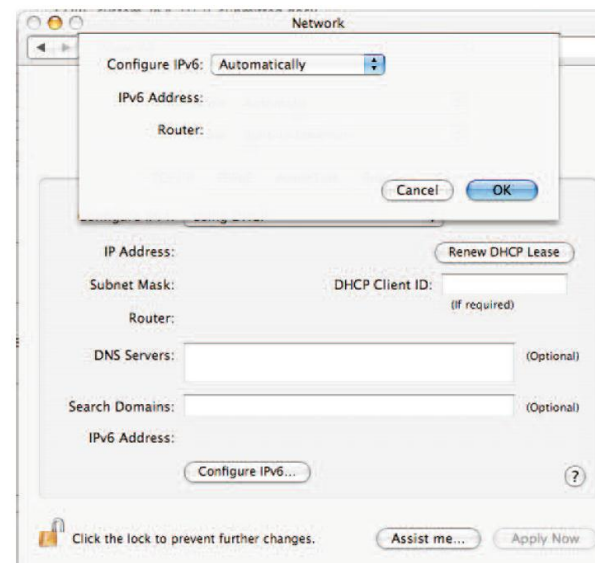 Network
Configure IPv6: Automatically
IPv6 Address:
Router:
Cancel OK
IP Address: Renew DHCP Lease
Subnet Mask: DHCP Client ID:
(If required)
Router:
DNS Servers: (Optional)
Search Domains: (Optional)
IPv6 Address:
Configure IPv6... ?
Click the lock to prevent further changes. Assist me... Apply Now